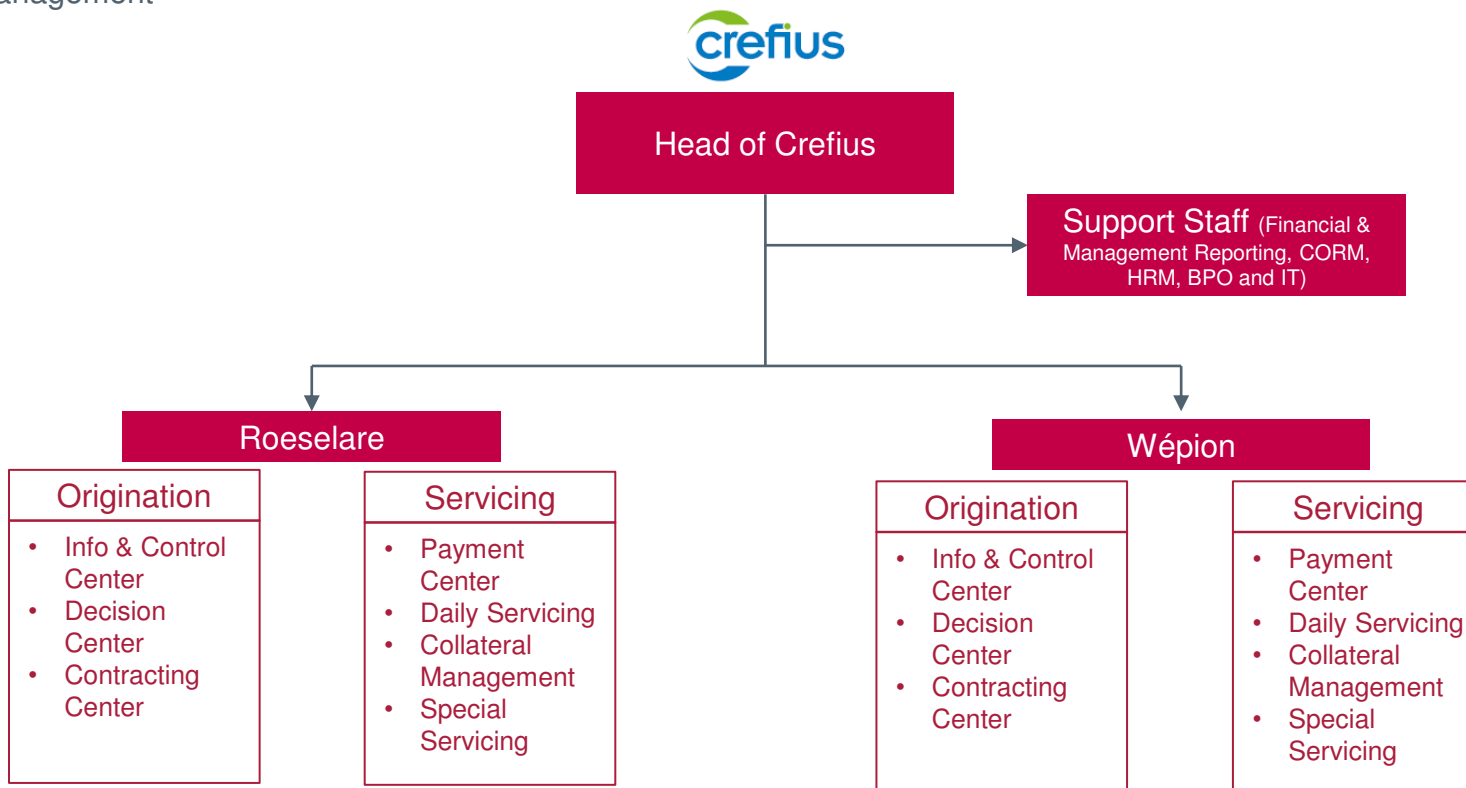 crefius
Head of Crefius
Support Staff (Financial &
Management Reporting, CORM,
HRM, BPO and IT)
Roeselare
Origination
• Info & Control
Center
• Decision
Center
• Contracting
Center
Servicing
• Payment
Center
• Daily Servicing
• Collateral
Management
• Special
Servicing
Wépion
Origination
• Info & Control
Center
• Decision
Center
• Contracting
Center
Servicing
• Payment
Center
• Daily Servicing
• Collateral
Management
• Special
Servicing